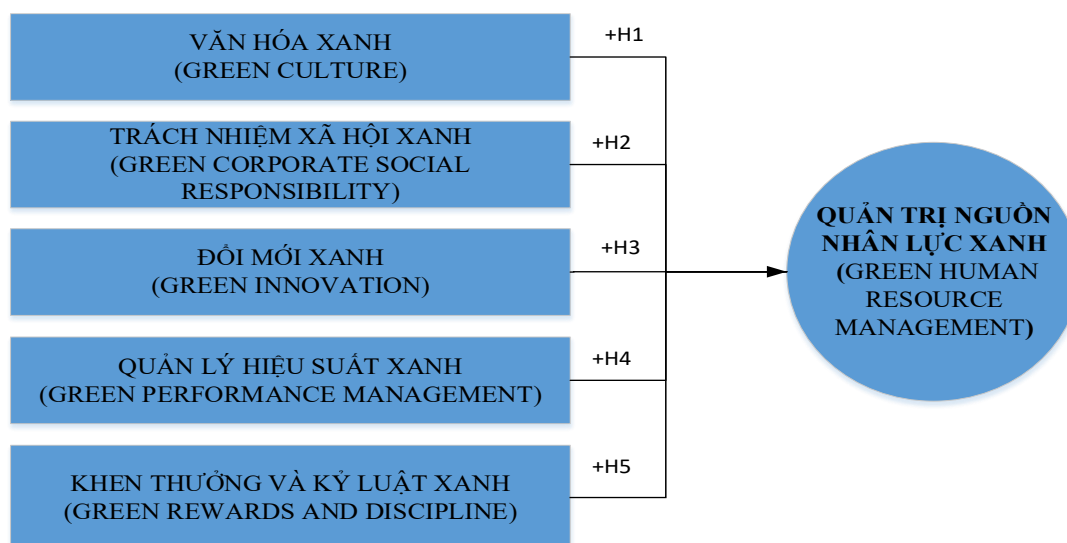 VĂN HÓA XANH
(GREEN CULTURE)
+H1
TRÁCH NHIỆM XÃ HỘI XANH
(GREEN CORPORATE SOCIAL
RESPONSIBILITY)
+H2
ĐỔI MỚI XANH
(GREEN INNOVATION)
+H3
QUẢN LÝ HIỆU SUẤT XANH
(GREEN PERFORMANCE MANAGEMENT)
+H4
KHEN THƯỞNG VÀ KỶ LUẬT XANH
(GREEN REWARDS AND DISCIPLINE)
+H5
QUẢN TRỊ NGUỒN
NHÂN LỰC XANH
(GREEN HUMAN
RESOURCE
MANAGEMENT)